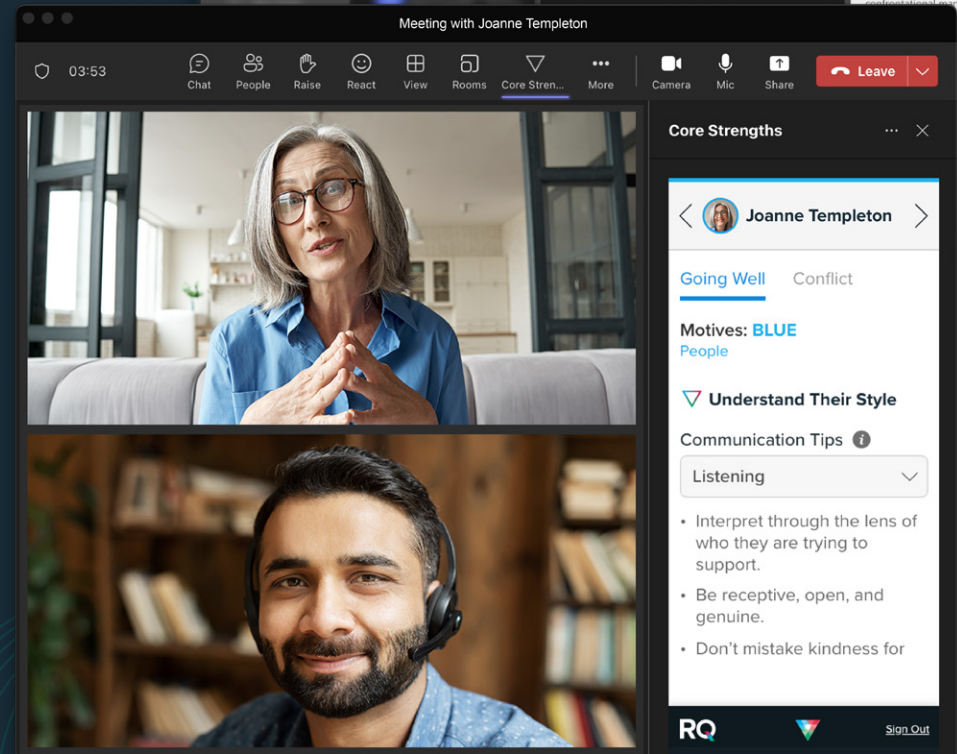 confrontational man
Meeting with Joanne Templeton
03:53
Chat
People
Raise
React
View
Rooms
Core Stren...
More
Camera
Mic
Share
Leave
Core Strengths
Joanne Templeton
Going Well Conflict
Motives: BLUE
People
Understand Their Style
Communication Tips i
Listening
• Interpret through the lens of
who they are trying to
support.
• Be receptive, open, and
genuine.
• Don't mistake kindness for
RQ
Sign Out